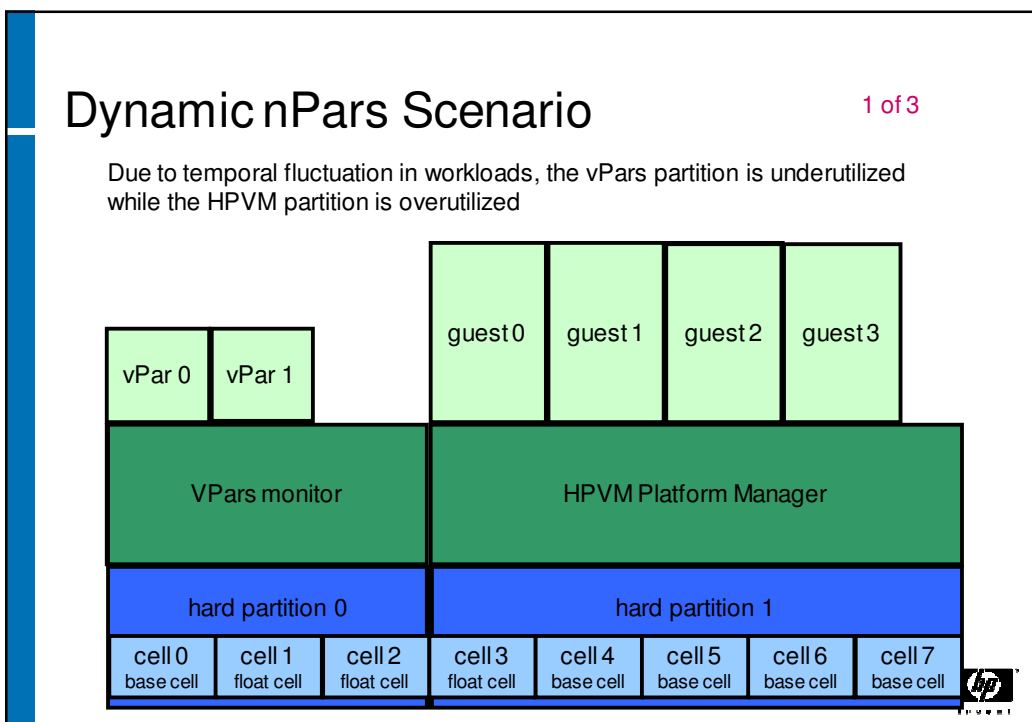 Dynamic nPars Scenario
1 of 3
Due to temporal fluctuation in workloads, the vPars partition is underutilized
while the HPVM partition is overutilized
vPar 0
vPar 1
guest 0
guest 1
guest 2
guest 3
VPars monitor
HPVM Platform Manager
hard partition 0
hard partition 1
cell 0
base cell
cell 1
float cell
cell 2
float cell
cell 3
float cell
cell 4
base cell
cell 5
base cell
cell 6
base cell
cell 7
base cell
hp